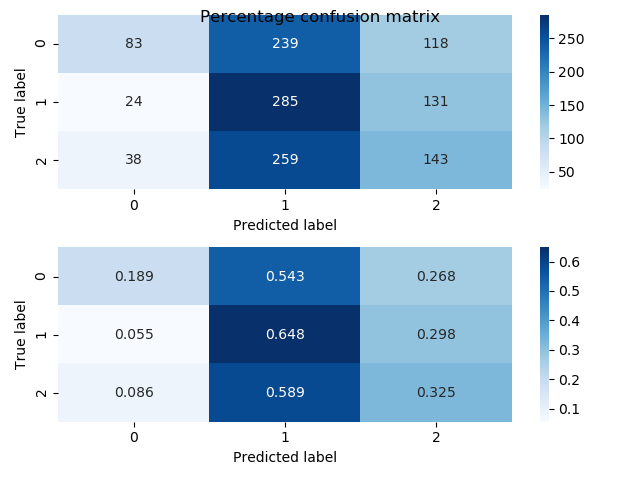 Percentage confusion matrix
True label
0 83 239 118
1 24 285 131
2 38 259 143
0 1 2
Predicted label
250
200
150
100
50
True label
0 0.189 0.543 0.268
1 0.055 0.648 0.298
2 0.086 0.589 0.325
0 1 2
Predicted label
0.6
0.5
0.4
0.3
0.2
0.1